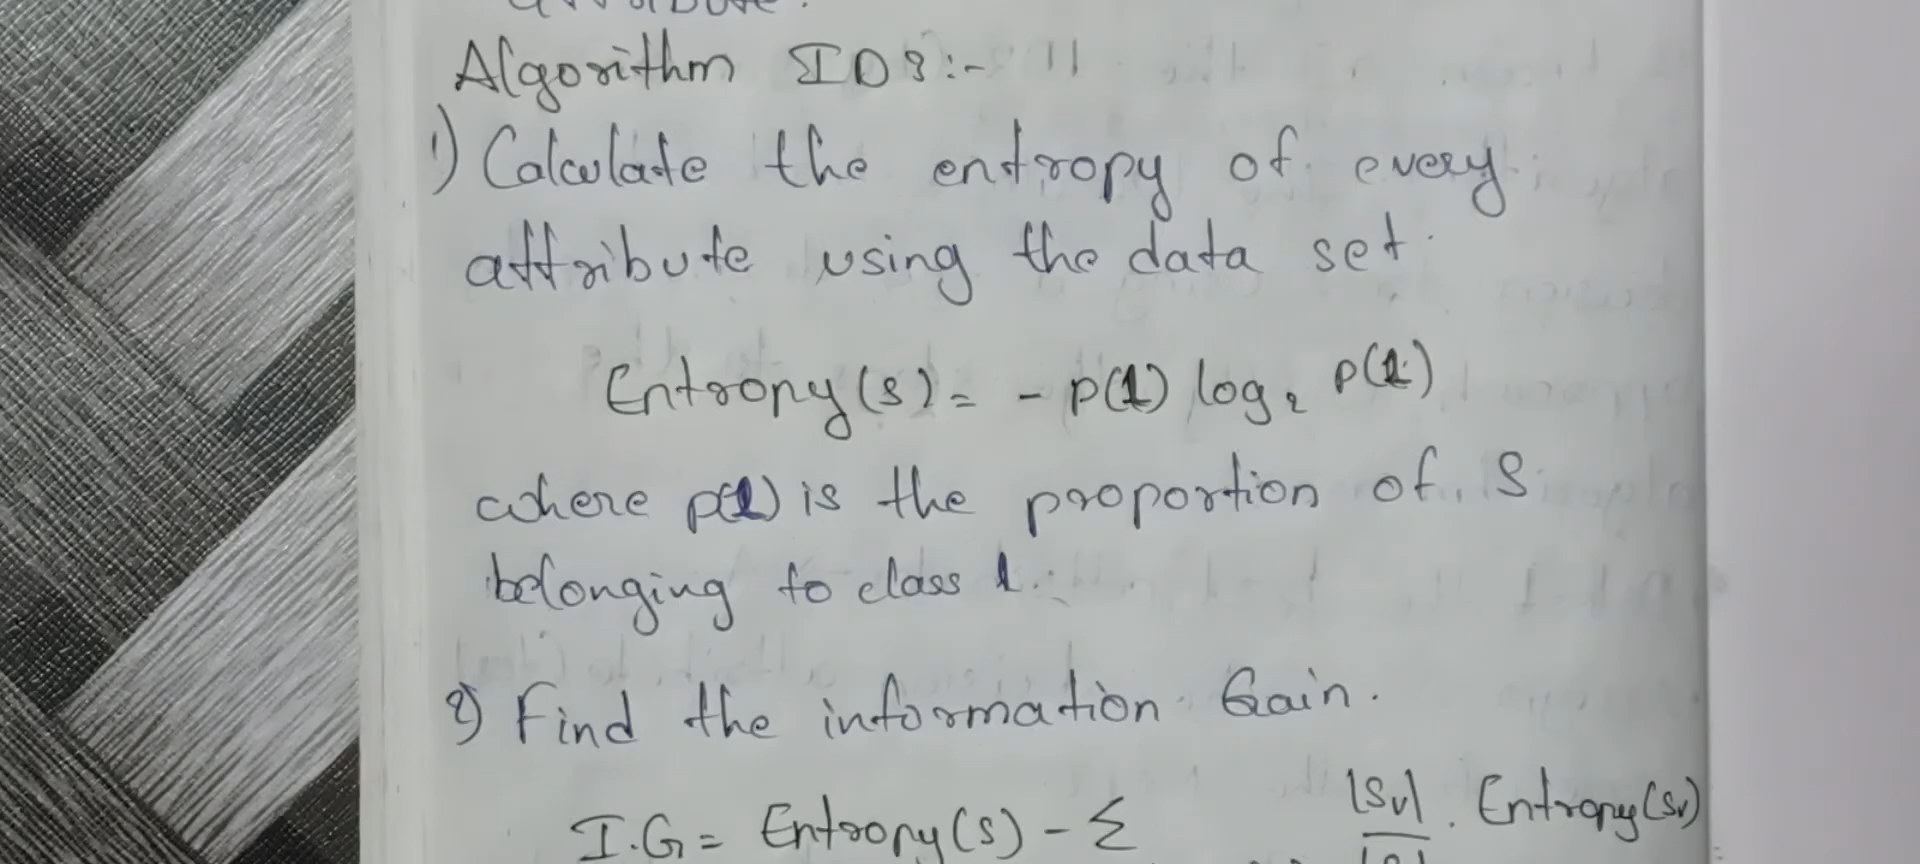 Algorithm ID3:-
1) Calculate the entropy of every
attribute using the data set.
Entropy(s) = - p(1) log₂ p(1)
where p(1) is the proportion of S
belonging to class 1.
2) Find the information Gain.
I.G = Entropy(s) - Σ |Sv| . Entropy(Sv)